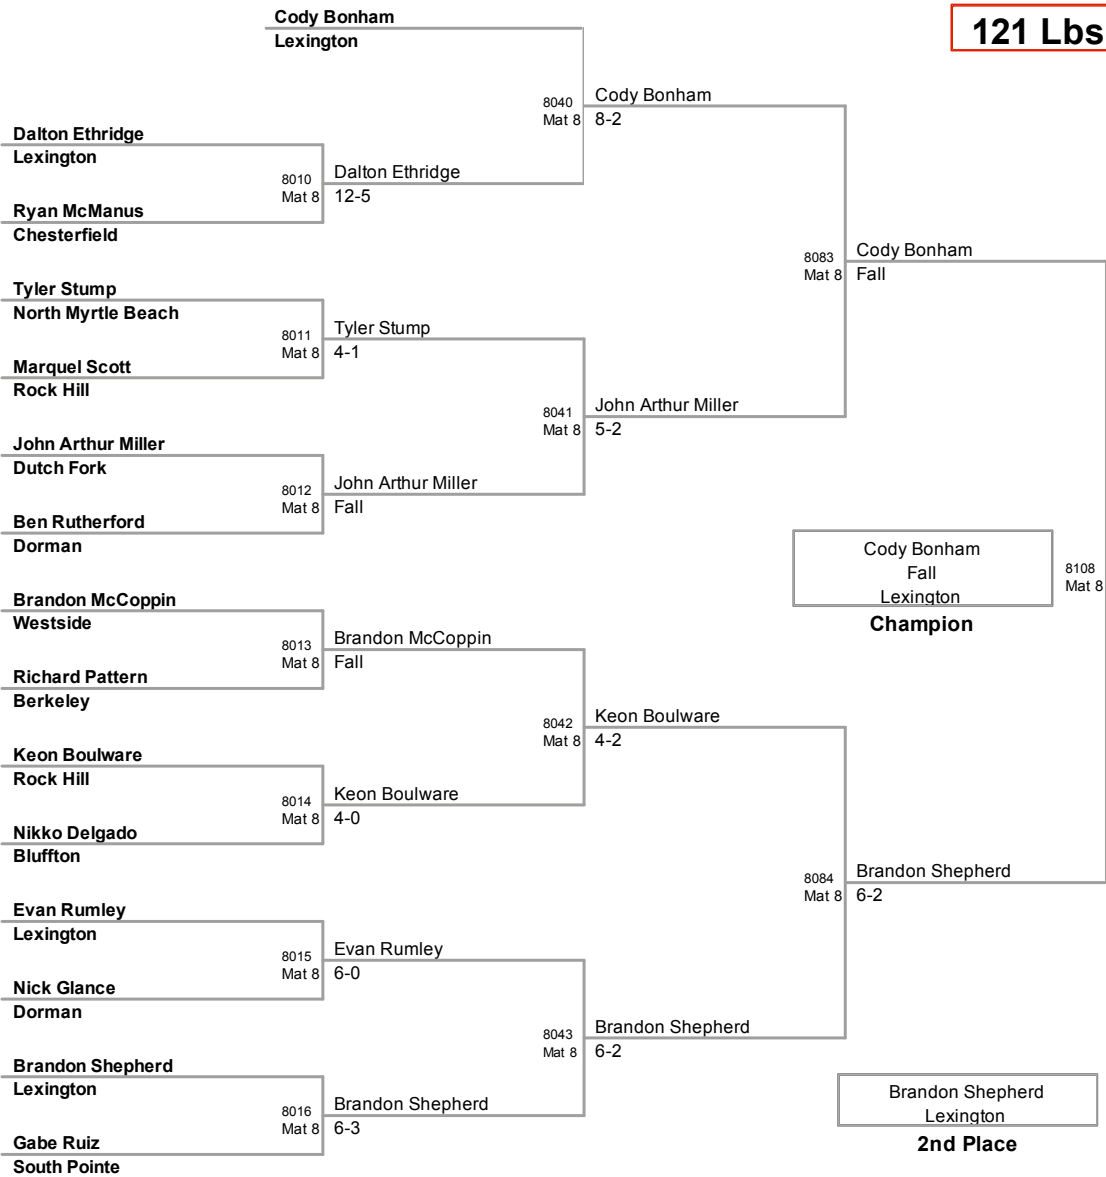 Cody Bonham
Lexington
121 Lbs
8040
Mat 8
Cody Bonham
8-2
Dalton Ethridge
Lexington
8010
Mat 8
Dalton Ethridge
12-5
Ryan McManus
Chesterfield
8083
Mat 8
Cody Bonham
Fall
Tyler Stump
North Myrtle Beach
8011
Mat 8
Tyler Stump
4-1
Marquel Scott
Rock Hill
8041
Mat 8
John Arthur Miller
5-2
John Arthur Miller
Dutch Fork
8012
Mat 8
John Arthur Miller
Fall
Ben Rutherford
Dorman
Cody Bonham
Fall
Lexington
Champion
8108
Mat 8
Brandon McCoppin
Westside
8013
Mat 8
Brandon McCoppin
Fall
Richard Pattern
Berkeley
8042
Mat 8
Keon Boulware
4-2
Keon Boulware
Rock Hill
8014
Mat 8
Keon Boulware
4-0
Nikko Delgado
Bluffton
8084
Mat 8
Brandon Shepherd
6-2
Evan Rumley
Lexington
8015
Mat 8
Evan Rumley
6-0
Nick Glance
Dorman
8043
Mat 8
Brandon Shepherd
6-2
Brandon Shepherd
Lexington
8016
Mat 8
Brandon Shepherd
6-3
Gabe Ruiz
South Pointe
Brandon Shepherd
Lexington
2nd Place